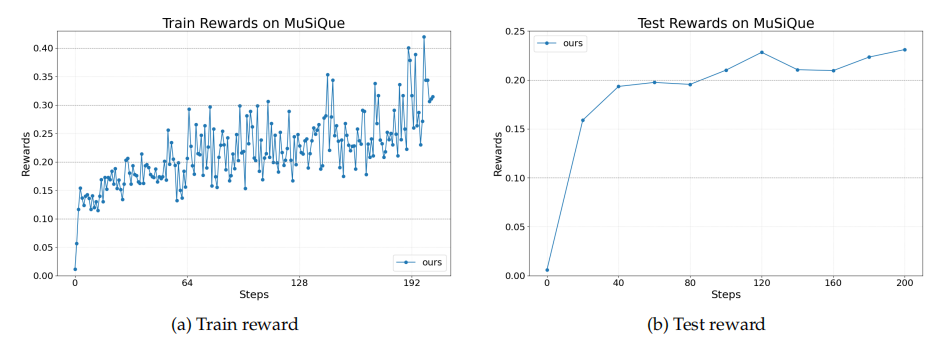 Train Rewards on MuSiQue
0.40
0.35
0.30
0.25
0.20
0.15
0.10
0.05
0.00
Rewards
ours
0
64
128
192
Steps
(a) Train reward
Test Rewards on MuSiQue
ours
0.25
0.20
0.15
0.10
0.05
0.00
Rewards
0
40
80
120
160
200
Steps
(b) Test reward